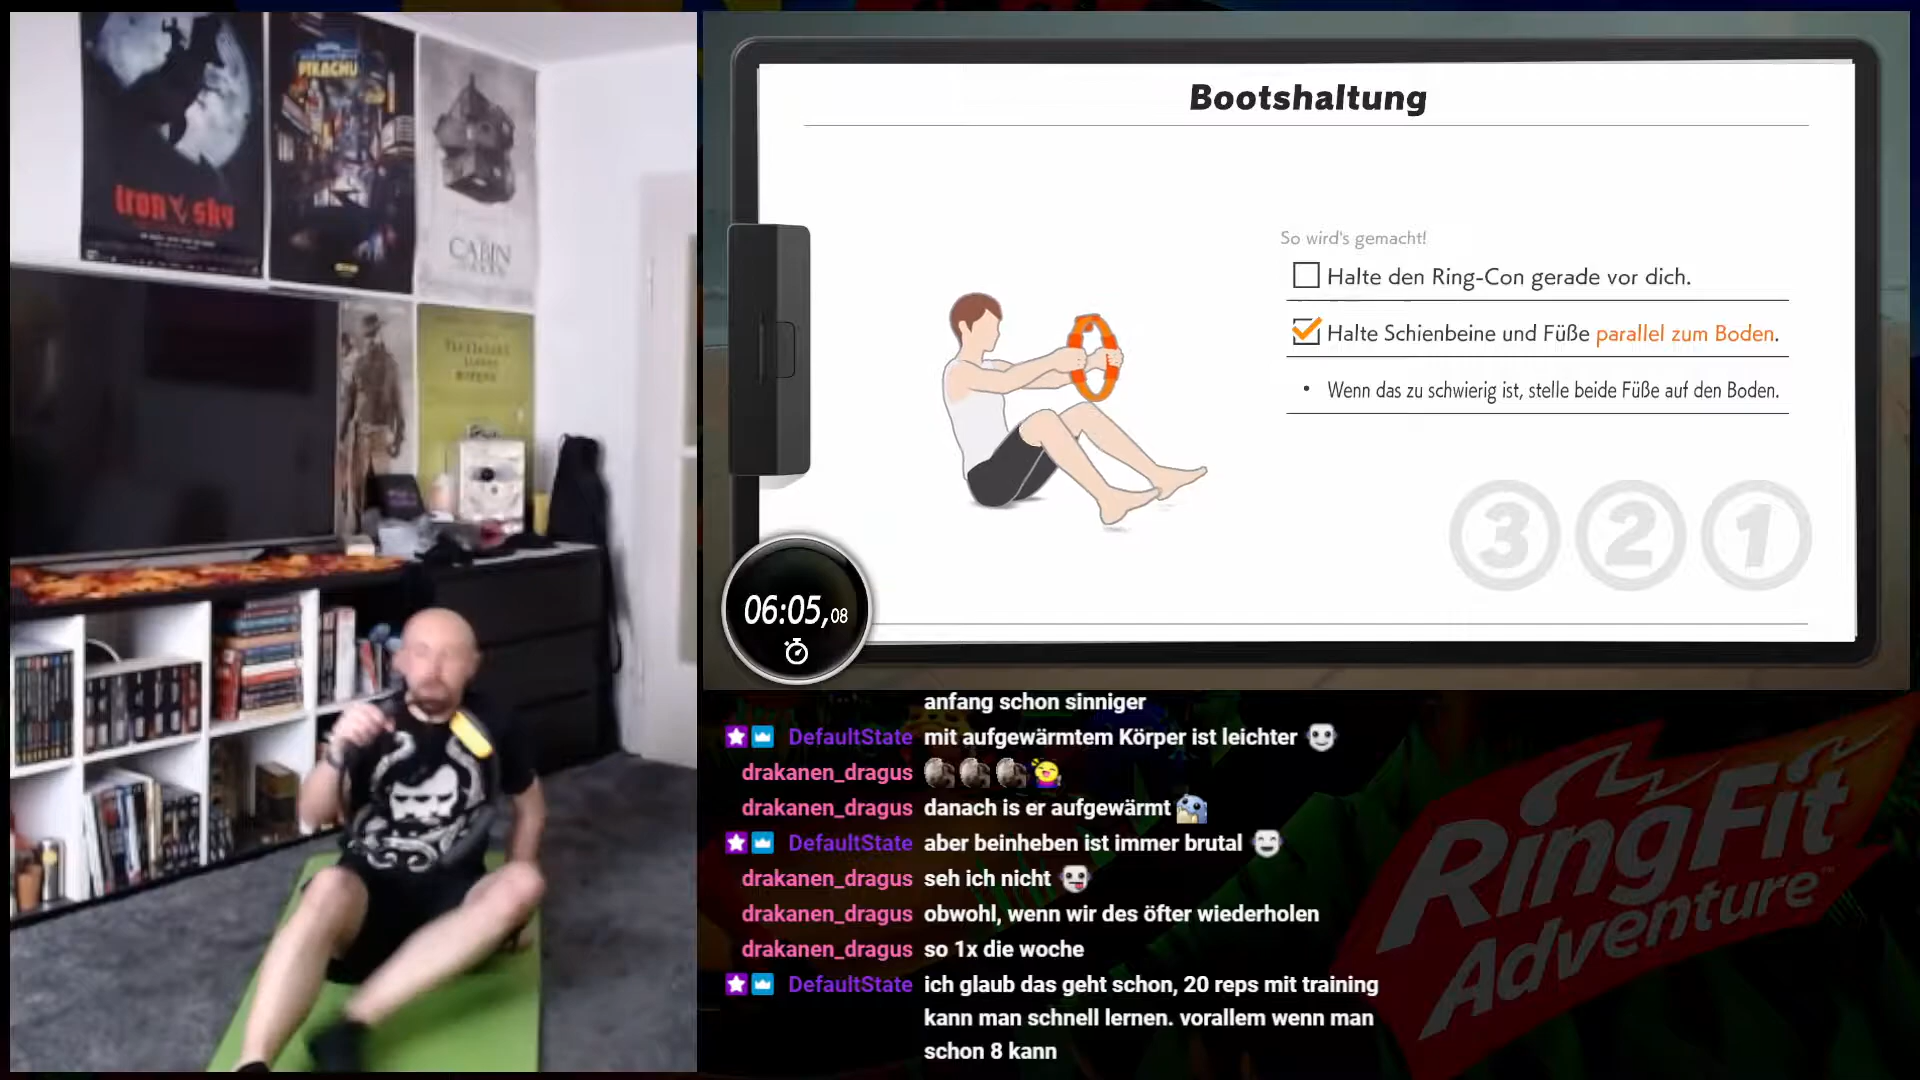 PIKACHU
Iron Sky
CABIN
Bootshaltung
So wird's gemacht!
Halte den Ring-Con gerade vor dich.
Halte Schienbeine und Füße parallel zum Boden.
• Wenn das zu schwierig ist, stelle beide Füße auf den Boden.
3 2 1
06:05,08
anfang schon sinniger
DefaultState mit aufgewärmtem Körper ist leichter
drakanen_dragus
drakanen_dragus danach is er aufgewärmt
DefaultState aber beinheben ist immer brutal
drakanen_dragus seh ich nicht
drakanen_dragus obwohl, wenn wir des öfter wiederholen
drakanen_dragus so 1x die woche
DefaultState ich glaub das geht schon, 20 reps mit training
kann man schnell lernen. vorallem wenn man
schon 8 kann
RingFit
Adventure™